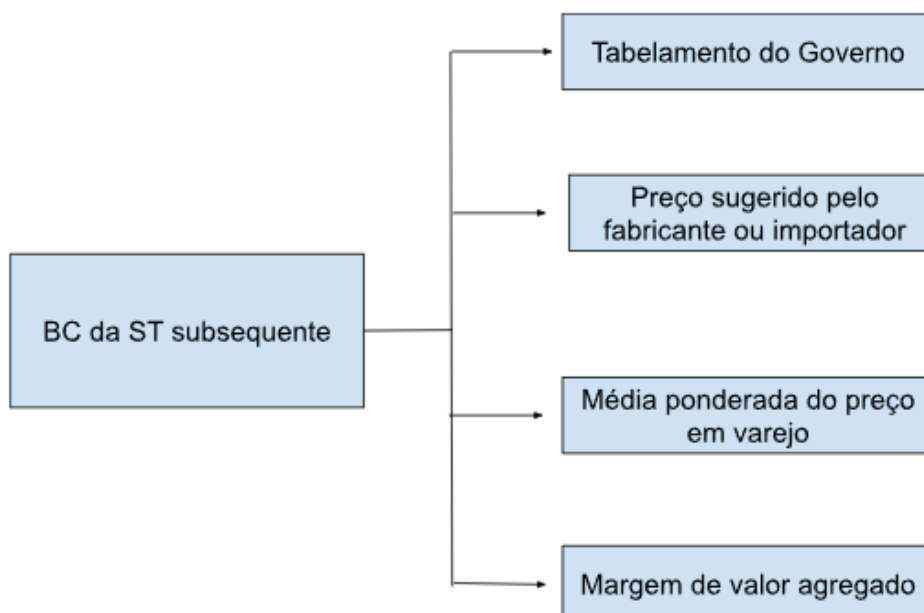 Tabelamento do Governo
Preço sugerido pelo
fabricante ou importador
BC da ST subsequente
Média ponderada do preço
em varejo
Margem de valor agregado